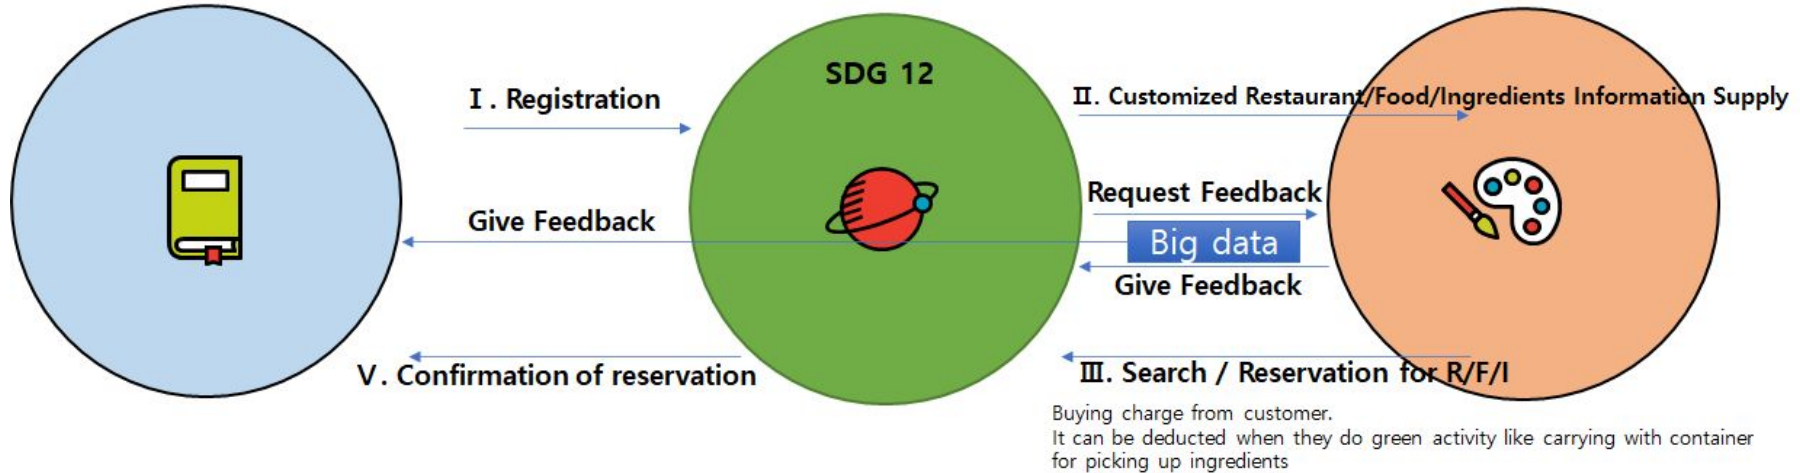 SDG 12
Ⅰ. Registration
Ⅱ. Customized Restaurant/Food/Ingredients Information Supply
Request Feedback
Give Feedback
Big data
Give Feedback
Ⅴ. Confirmation of reservation
Ⅲ. Search / Reservation for R/F/I
Buying charge from customer.
It can be deducted when they do green activity like carrying with container
for picking up ingredients